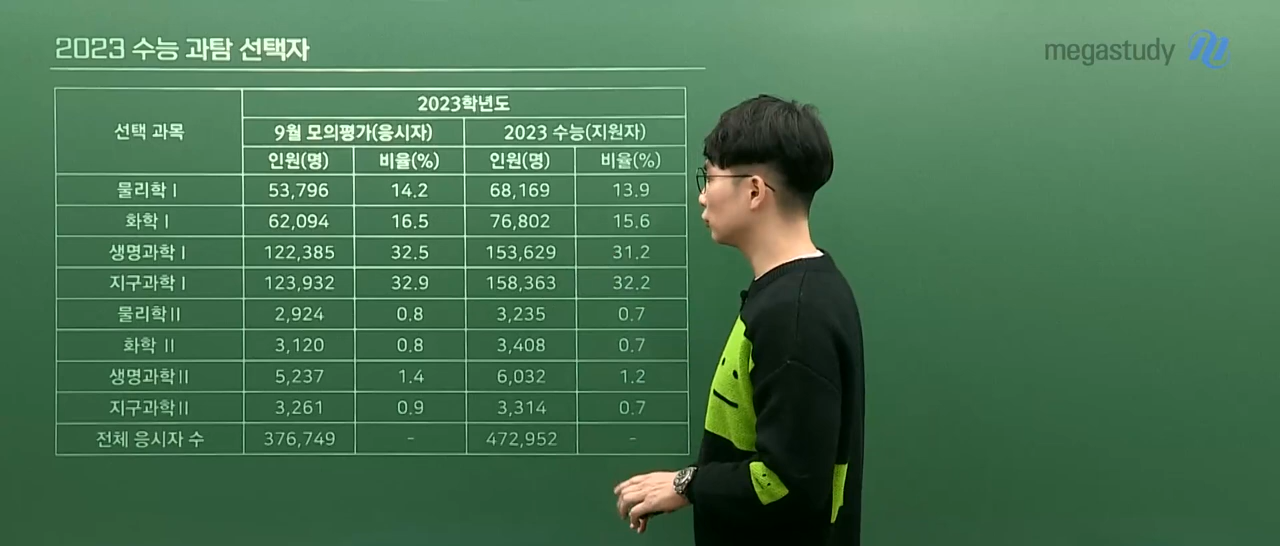 2023 수능 과탐 선택자
megastudy
선택 과목 2023학년도
9월 모의평가(응시자) 2023 수능(지원자)
인원(명) 비율(%) 인원(명) 비율(%)
물리학 I 53,796 14.2 68,169 13.9
화학 I 62,094 16.5 76,802 15.6
생명과학 I 122,385 32.5 153,629 31.2
지구과학 I 123,932 32.9 158,363 32.2
물리학 II 2,924 0.8 3,235 0.7
화학 II 3,120 0.8 3,408 0.7
생명과학 II 5,237 1.4 6,032 1.2
지구과학 II 3,261 0.9 3,314 0.7
전체 응시자 수 376,749 - 472,952 -